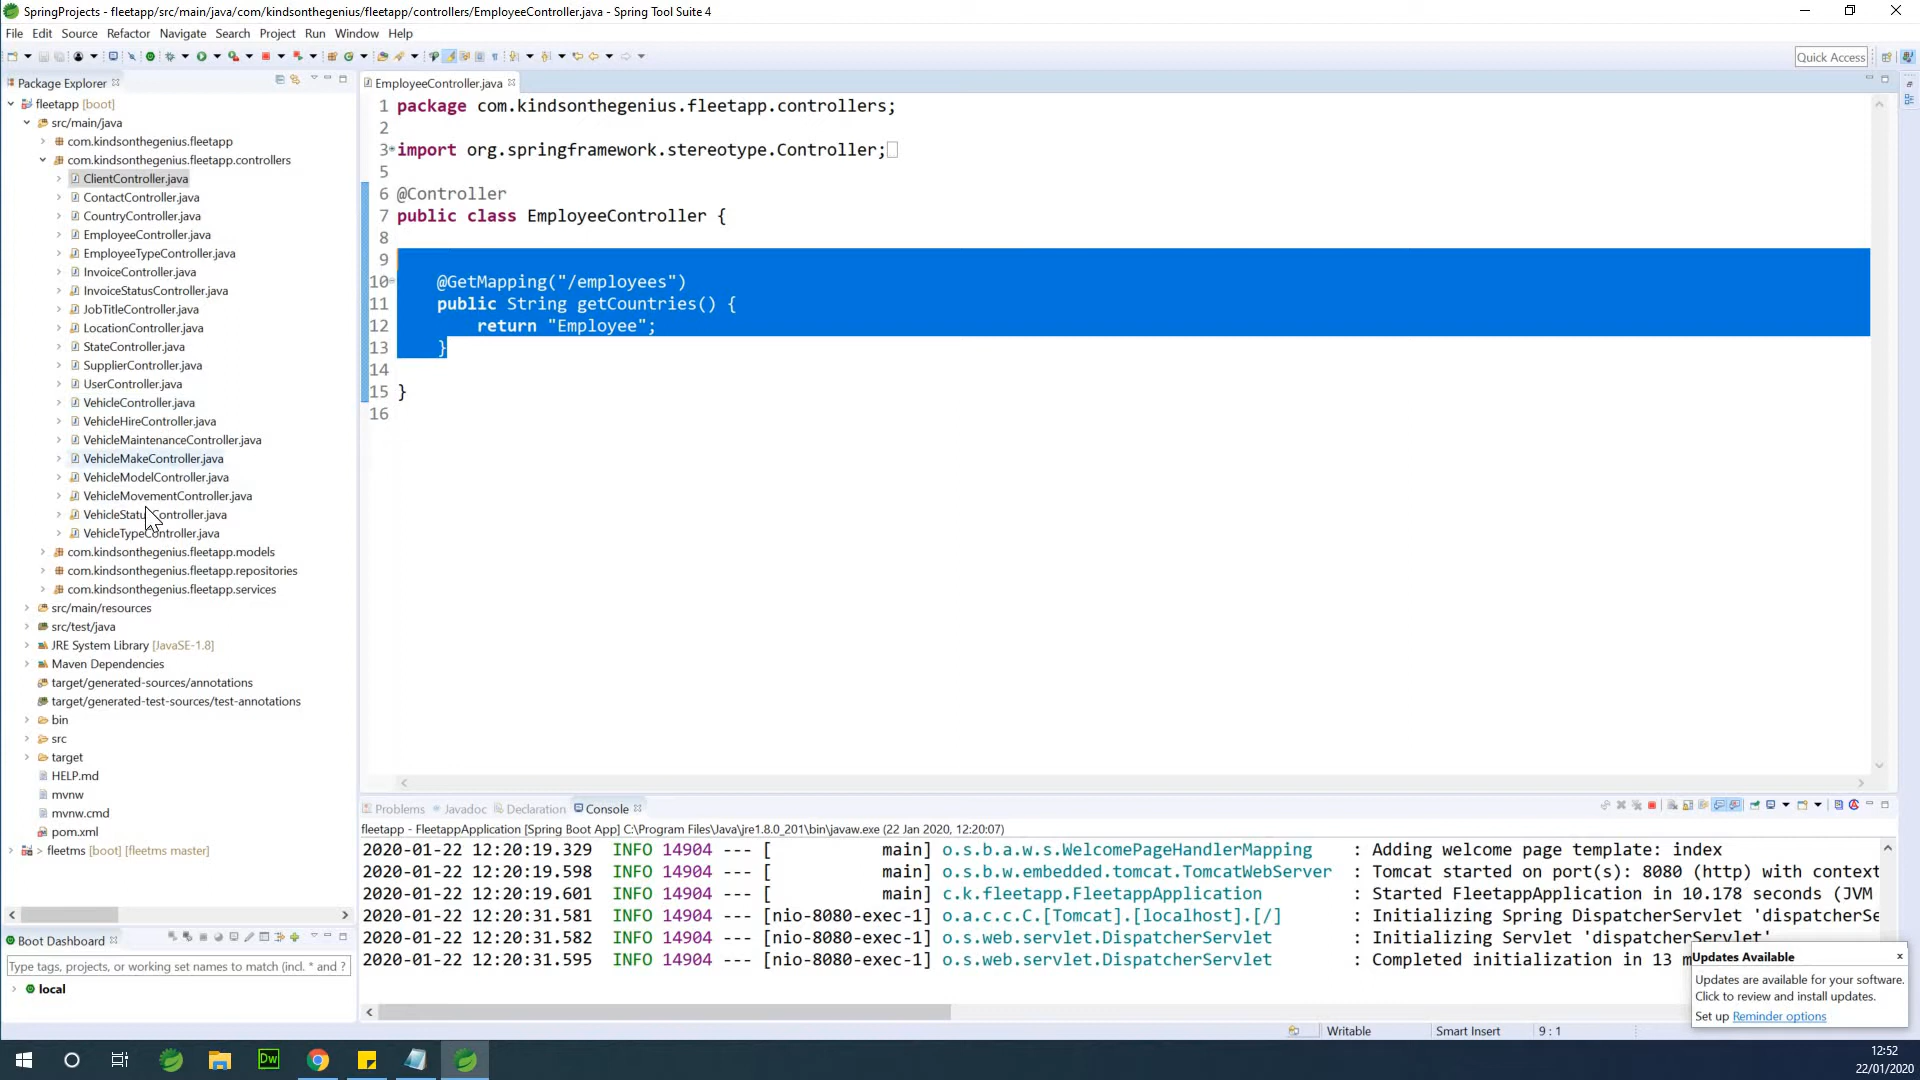 SpringProjects - fleetapp/src/main/java/com/kindsonthegenius/fleetapp/controllers/EmployeeController.java - Spring Tool Suite 4
File Edit Source Refactor Navigate Search Project Run Window Help
Quick Access
Package Explorer
fleetapp [boot]
src/main/java
com.kindsonthegenius.fleetapp
com.kindsonthegenius.fleetapp.controllers
ClientController.java
ContactController.java
CountryController.java
EmployeeController.java
EmployeeTypeController.java
InvoiceController.java
InvoiceStatusController.java
JobTitleController.java
LocationController.java
StateController.java
SupplierController.java
UserController.java
VehicleController.java
VehicleHireController.java
VehicleMaintenanceController.java
VehicleMakeController.java
VehicleModelController.java
VehicleMovementController.java
VehicleStatusController.java
VehicleTypeController.java
com.kindsonthegenius.fleetapp.models
com.kindsonthegenius.fleetapp.repositories
com.kindsonthegenius.fleetapp.services
src/main/resources
src/test/java
JRE System Library [JavaSE-1.8]
Maven Dependencies
target/generated-sources/annotations
target/generated-test-sources/test-annotations
bin
src
target
HELP.md
mvnw
mvnw.cmd
pom.xml
> fleetms [boot] [fleetms master]
Boot Dashboard
Type tags, projects, or working set names to match (incl. * and ?
local
EmployeeController.java
1 package com.kindsonthegenius.fleetapp.controllers;
2
3 import org.springframework.stereotype.Controller;
5
6 @Controller
7 public class EmployeeController {
8
9
10 @GetMapping("/employees")
11 public String getCountries() {
12 return "Employee";
13 }
14
15 }
16
Problems Javadoc Declaration Console
fleetapp - FleetappApplication [Spring Boot App] C:\Program Files\Java\jre1.8.0_201\bin\javaw.exe (22 Jan 2020, 12:20:07)
2020-01-22 12:20:19.329 INFO 14904 --- [ main] o.s.b.a.w.s.WelcomePageHandlerMapping : Adding welcome page template: index
2020-01-22 12:20:19.598 INFO 14904 --- [ main] o.s.b.w.embedded.tomcat.TomcatWebServer : Tomcat started on port(s): 8080 (http) with context
2020-01-22 12:20:19.601 INFO 14904 --- [ main] c.k.fleetapp.FleetappApplication : Started FleetappApplication in 10.178 seconds (JVM
2020-01-22 12:20:31.581 INFO 14904 --- [nio-8080-exec-1] o.a.c.c.C.[Tomcat].[localhost].[/] : Initializing Spring DispatcherServlet 'dispatcherSe
2020-01-22 12:20:31.582 INFO 14904 --- [nio-8080-exec-1] o.s.web.servlet.DispatcherServlet : Initializing Servlet 'dispatcherServlet'
2020-01-22 12:20:31.595 INFO 14904 --- [nio-8080-exec-1] o.s.web.servlet.DispatcherServlet : Completed initialization in 13 m
Updates Available
Updates are available for your software.
Click to review and install updates.
Set up Reminder options
Writable Smart Insert 9 : 1
Dw
12:52
22/01/2020